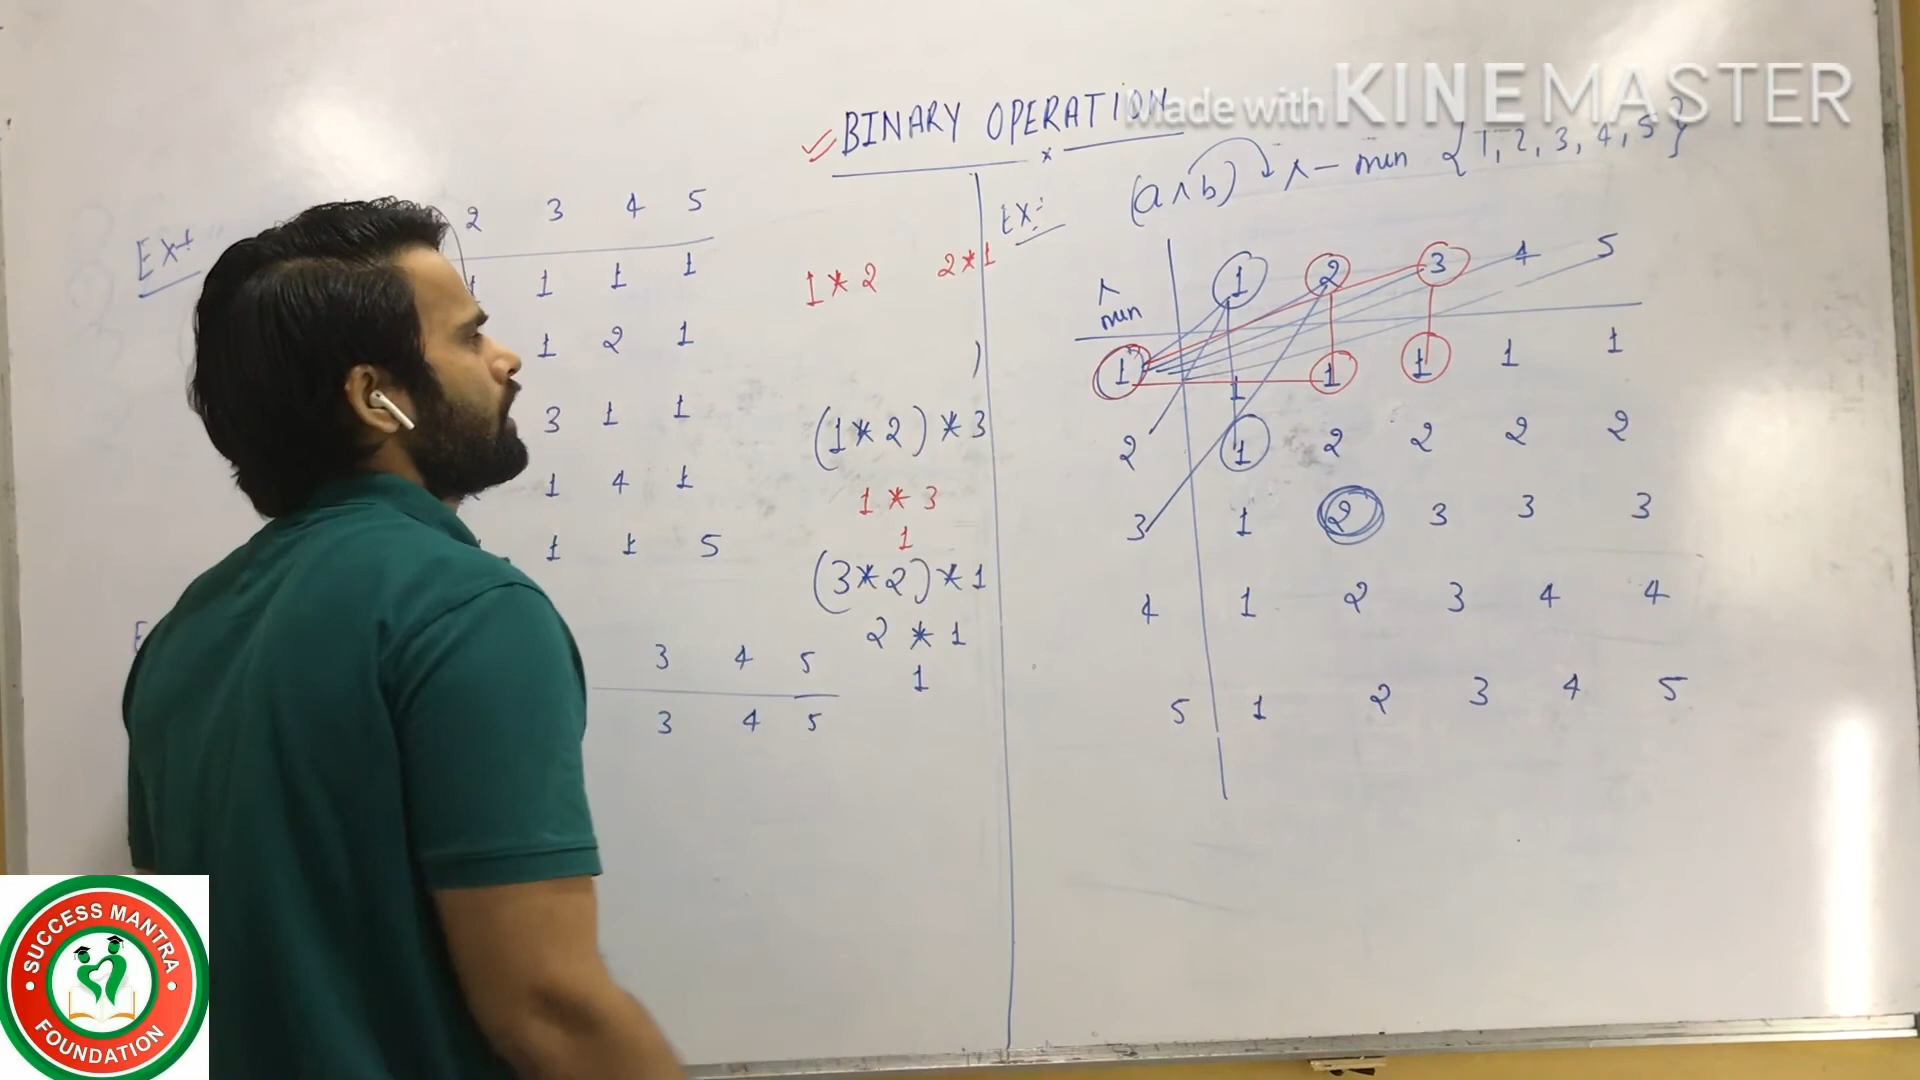 Made with KINEMASTER
BINARY OPERATION
x
Ex:
2 3 4 5
1 1 1 1
1 2 1
3 1 1
1 4 1
1 1 5
3 4 5
3 4 5
1 * 2 2 * 1
(1 * 2) * 3
1 * 3
1
(3 * 2) * 1
2 * 1
1
Ex:
(a ∧ b) ∧ - min {1, 2, 3, 4, 5}
∧ min 1 2 3 4 5
1 1 1 1 1 1
2 1 2 2 2 2
3 1 2 3 3 3
4 1 2 3 4 4
5 1 2 3 4 5
SUCCESS MANTRA
FOUNDATION